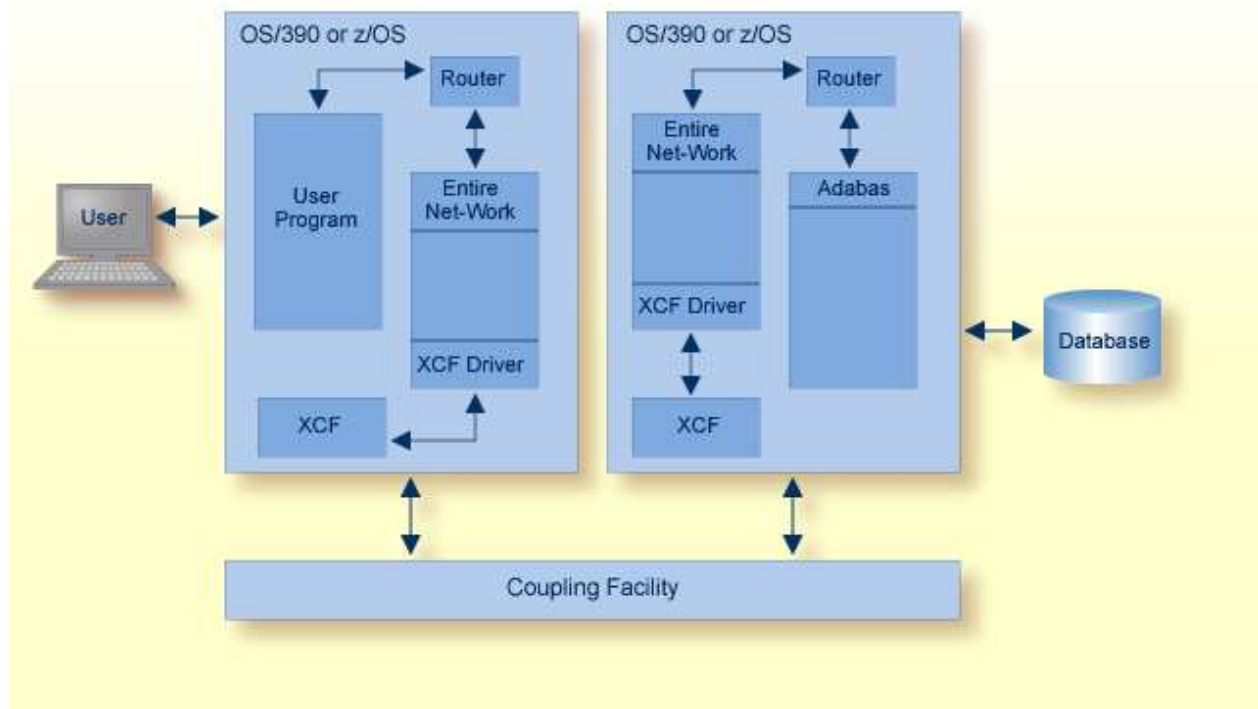 OS/390 or z/OS
Router
User
Program
Entire
Net-Work
XCF Driver
XCF
User
OS/390 or z/OS
Router
Entire
Net-Work
Adabas
XCF Driver
XCF
Database
Coupling Facility